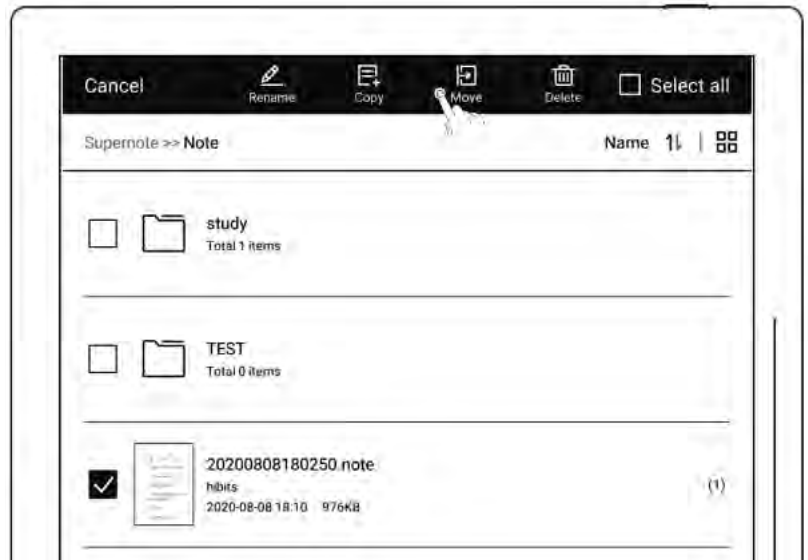 Cancel Rename Copy Move Delete Select all
Supernote >> Note Name
study
Total 1 items
TEST
Total 0 items
20200808180250.note
hibits
2020-08-08 18:10 976KB
(1)